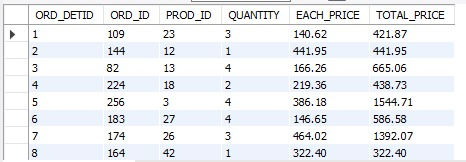 ORD_DETID ORD_ID PROD_ID QUANTITY EACH_PRICE TOTAL_PRICE
1 109 23 3 140.62 421.87
2 144 12 1 441.95 441.95
3 82 13 4 166.26 665.06
4 224 18 2 219.36 438.73
5 256 3 4 386.18 1544.71
6 183 27 4 146.65 586.58
7 174 26 3 464.02 1392.07
8 164 42 1 322.40 322.40